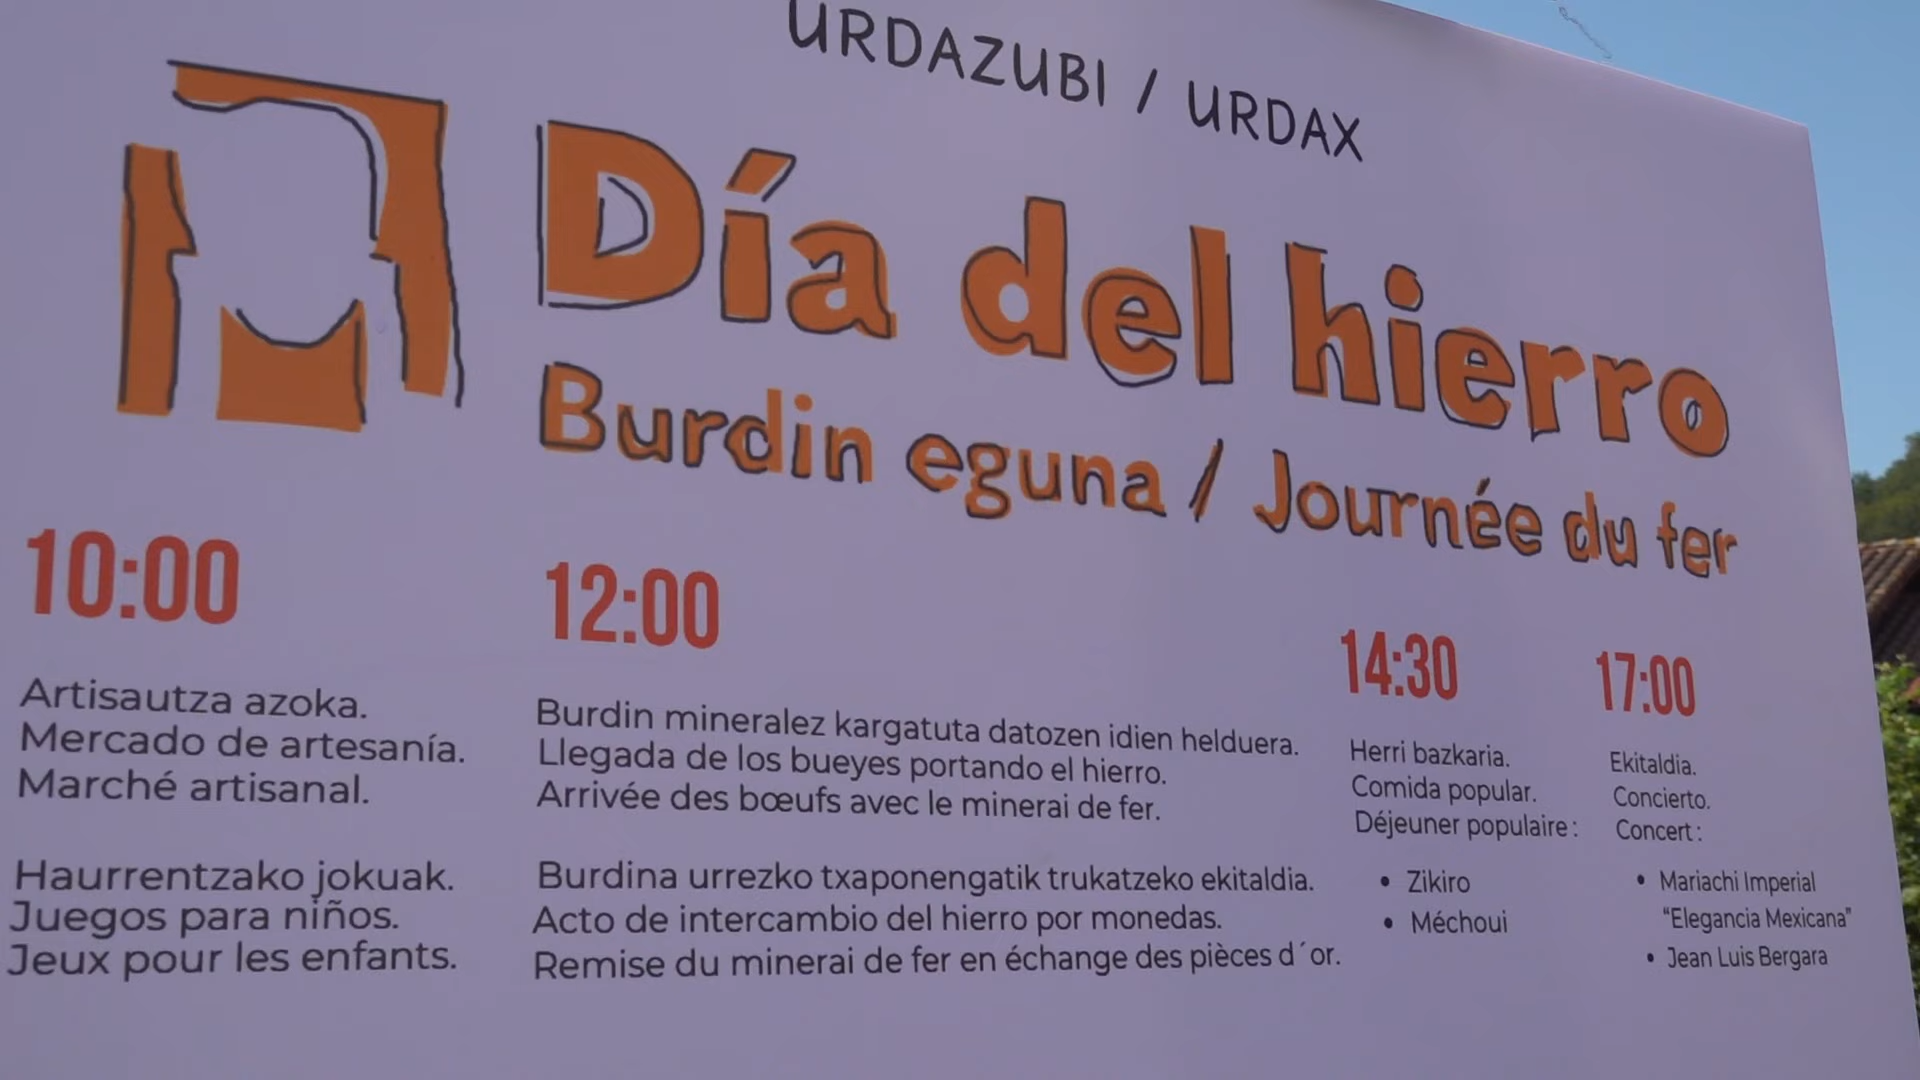 URDAZUBI / URDAX
Día del hierro
Burdin eguna / Journée du fer
10:00
Artisautza azoka.
Mercado de artesanía.
Marché artisanal.
Haurrentzako jokuak.
Juegos para niños.
Jeux pour les enfants.
12:00
Burdin mineralez kargatuta datozen idien helduera.
Llegada de los bueyes portando el hierro.
Arrivée des bœufs avec le minerai de fer.
Burdina urrezko txaponengatik trukatzeko ekitaldia.
Acto de intercambio del hierro por monedas.
Remise du minerai de fer en échange des pièces d´or.
14:30
Herri bazkaria.
Comida popular.
Déjeuner populaire :
• Zikiro
• Méchoui
17:00
Ekitaldia.
Concierto.
Concert :
• Mariachi Imperial
“Elegancia Mexicana”
• Jean Luis Bergara